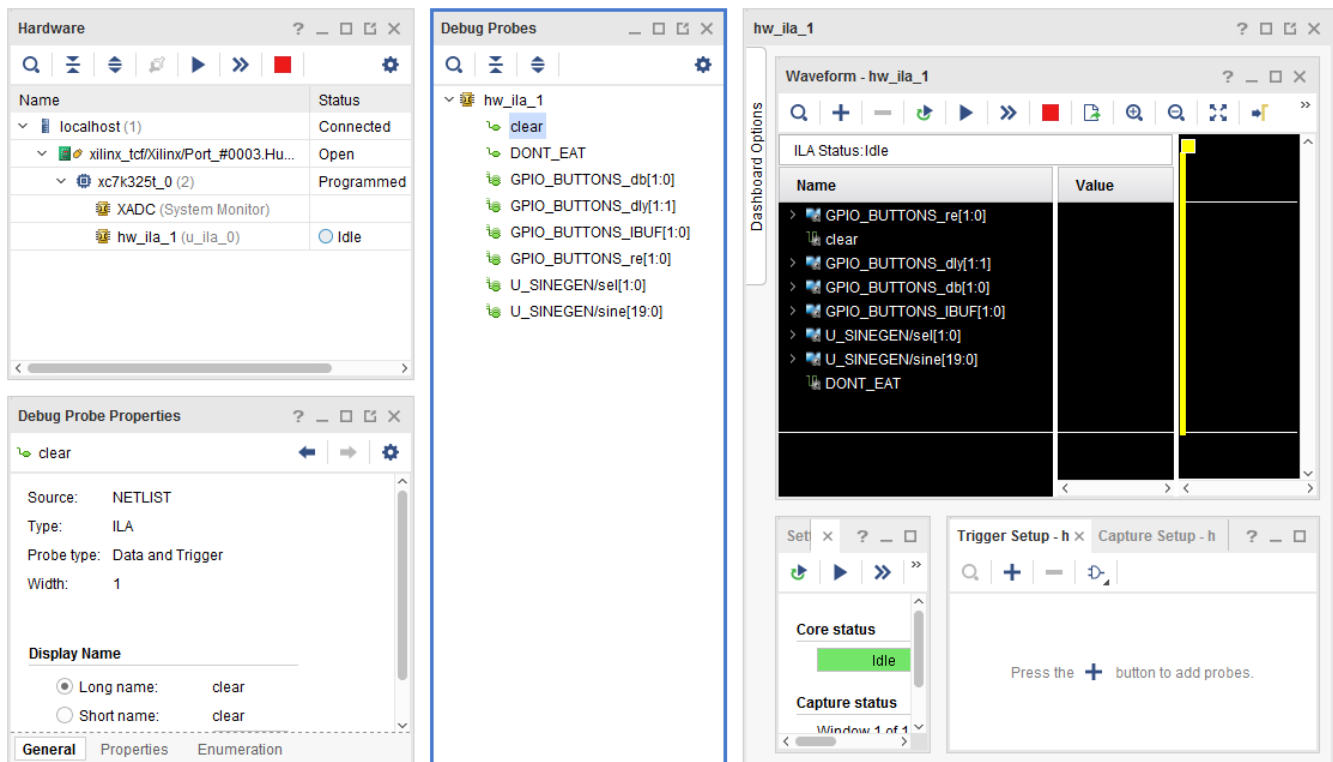 Hardware
Name Status
localhost (1) Connected
xilinx_tcf/Xilinx/Port_#0003.Hu... Open
xc7k325t_0 (2) Programmed
XADC (System Monitor)
hw_ila_1 (u_ila_0) Idle
Debug Probe Properties
clear
Source: NETLIST
Type: ILA
Probe type: Data and Trigger
Width: 1
Display Name
Long name: clear
Short name: clear
General Properties Enumeration
Debug Probes
hw_ila_1
clear
DONT_EAT
GPIO_BUTTONS_db[1:0]
GPIO_BUTTONS_dly[1:1]
GPIO_BUTTONS_IBUF[1:0]
GPIO_BUTTONS_re[1:0]
U_SINEGEN/sel[1:0]
U_SINEGEN/sine[19:0]
hw_ila_1
Dashboard Options
Waveform - hw_ila_1
ILA Status:Idle
Name Value
GPIO_BUTTONS_re[1:0]
clear
GPIO_BUTTONS_dly[1:1]
GPIO_BUTTONS_db[1:0]
GPIO_BUTTONS_IBUF[1:0]
U_SINEGEN/sel[1:0]
U_SINEGEN/sine[19:0]
DONT_EAT
Core status
Idle
Capture status
Window 1 of 1
Trigger Setup - h Capture Setup - h
Press the + button to add probes.